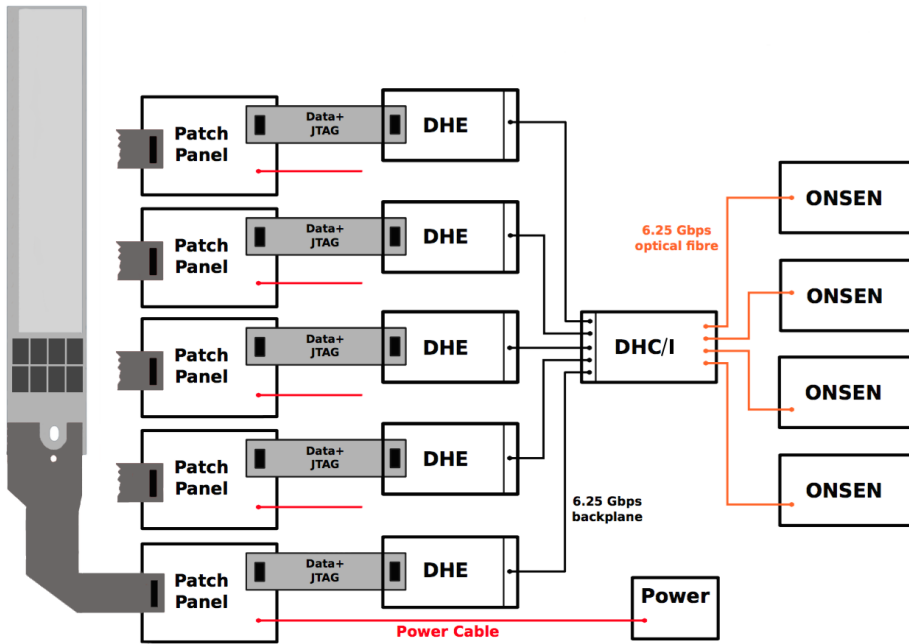 Patch
Panel
Data+
JTAG
DHE
Patch
Panel
Data+
JTAG
DHE
Patch
Panel
Data+
JTAG
DHE
Patch
Panel
Data+
JTAG
DHE
Patch
Panel
Data+
JTAG
DHE
Power Cable
Power
6.25 Gbps
backplane
DHC/I
6.25 Gbps
optical fibre
ONSEN
ONSEN
ONSEN
ONSEN